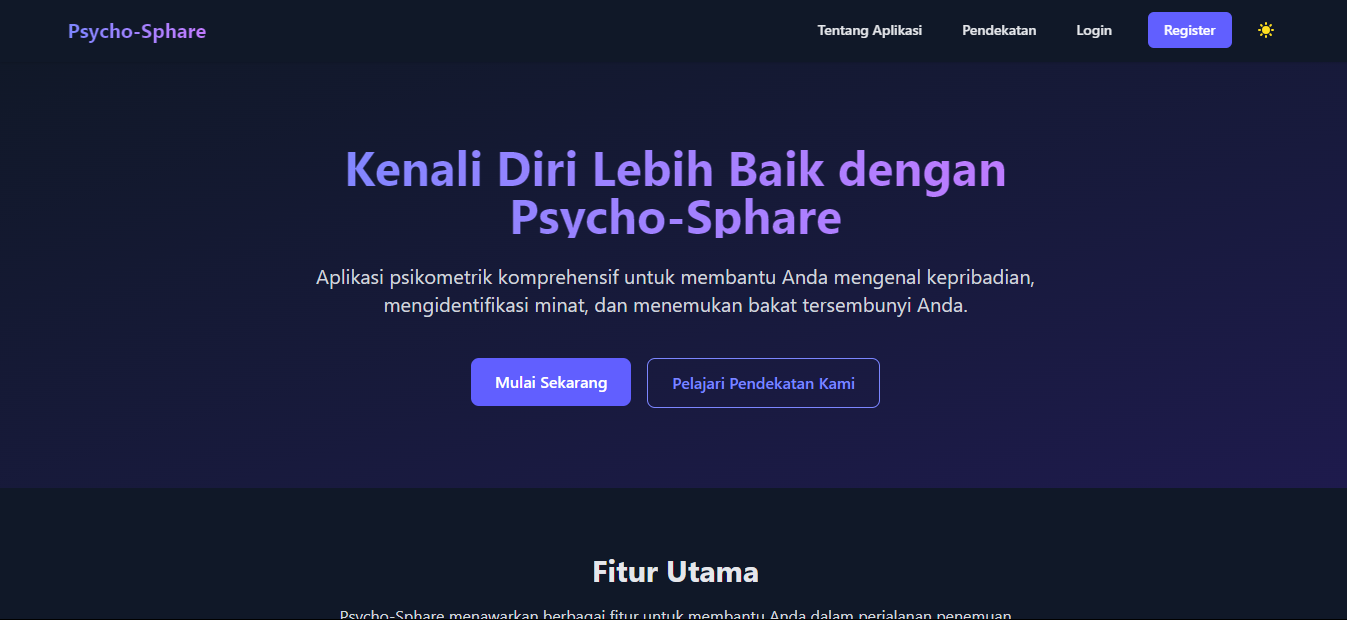 Psycho-Sphare
Tentang Aplikasi
Pendekatan
Login
Register
Kenali Diri Lebih Baik dengan
Psycho-Sphare
Aplikasi psikometrik komprehensif untuk membantu Anda mengenal kepribadian,
mengidentifikasi minat, dan menemukan bakat tersembunyi Anda.
Mulai Sekarang
Pelajari Pendekatan Kami
Fitur Utama
Psycho-Sphare menawarkan berbagai fitur untuk membantu Anda dalam perjalanan penemuan